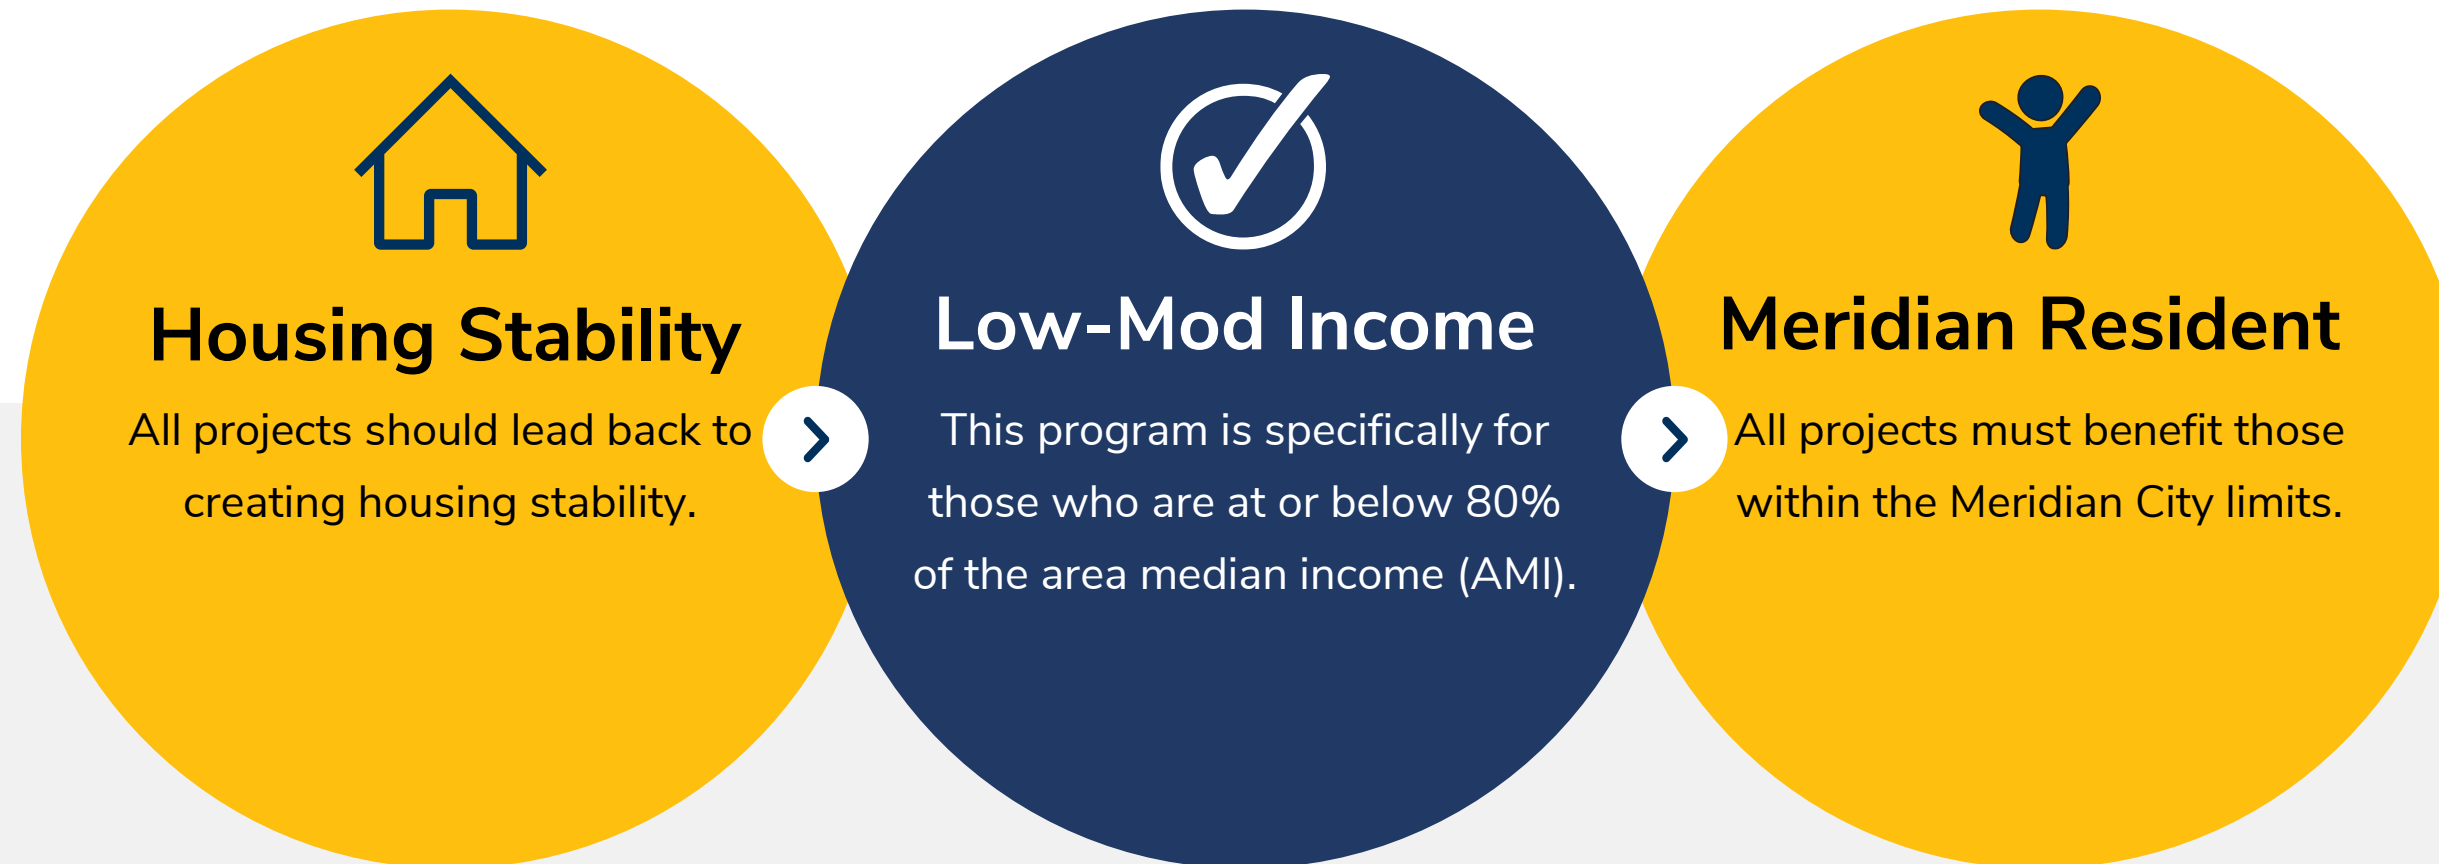 Housing Stability
All projects should lead back to
creating housing stability.
Low-Mod Income
This program is specifically for
those who are at or below 80%
of the area median income (AMI).
Meridian Resident
All projects must benefit those
within the Meridian City limits.